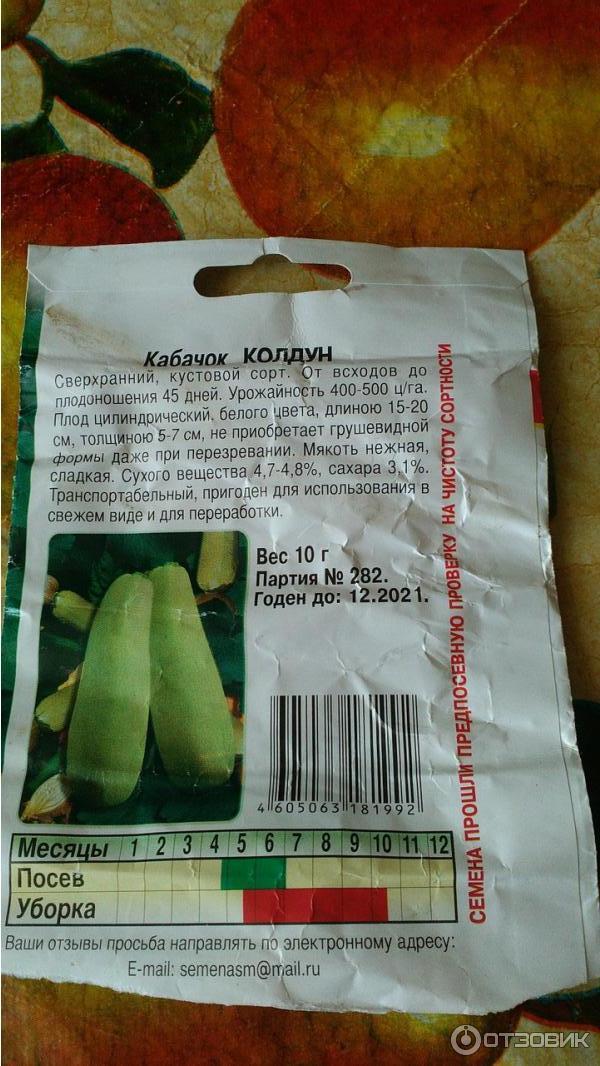 Кабачок КОЛДУН
Сверхранний, кустовой сорт. От всходов до
плодоношения 45 дней. Урожайность 400-500 ц/га.
Плод цилиндрический, белого цвета, длиною 15-20
см, толщиною 5-7 см, не приобретает грушевидной
формы даже при перезревании. Мякоть нежная,
сладкая. Сухого вещества 4,7-4,8%, сахара 3,1%.
Транспортабельный, пригоден для использования в
свежем виде и для переработки.
Вес 10 г
Партия № 282.
Годен до: 12.2021.
4 605063 181992
СЕМЕНА ПРОШЛИ ПРЕДПОСЕВНУЮ ПРОВЕРКУ НА ЧИСТОТУ СОРТНОСТИ
Месяцы 1 2 3 4 5 6 7 8 9 10 11 12
Посев
Уборка
Ваши отзывы просьба направлять по электронному адресу:
E-mail: semenasm@mail.ru
ОТЗОВИК